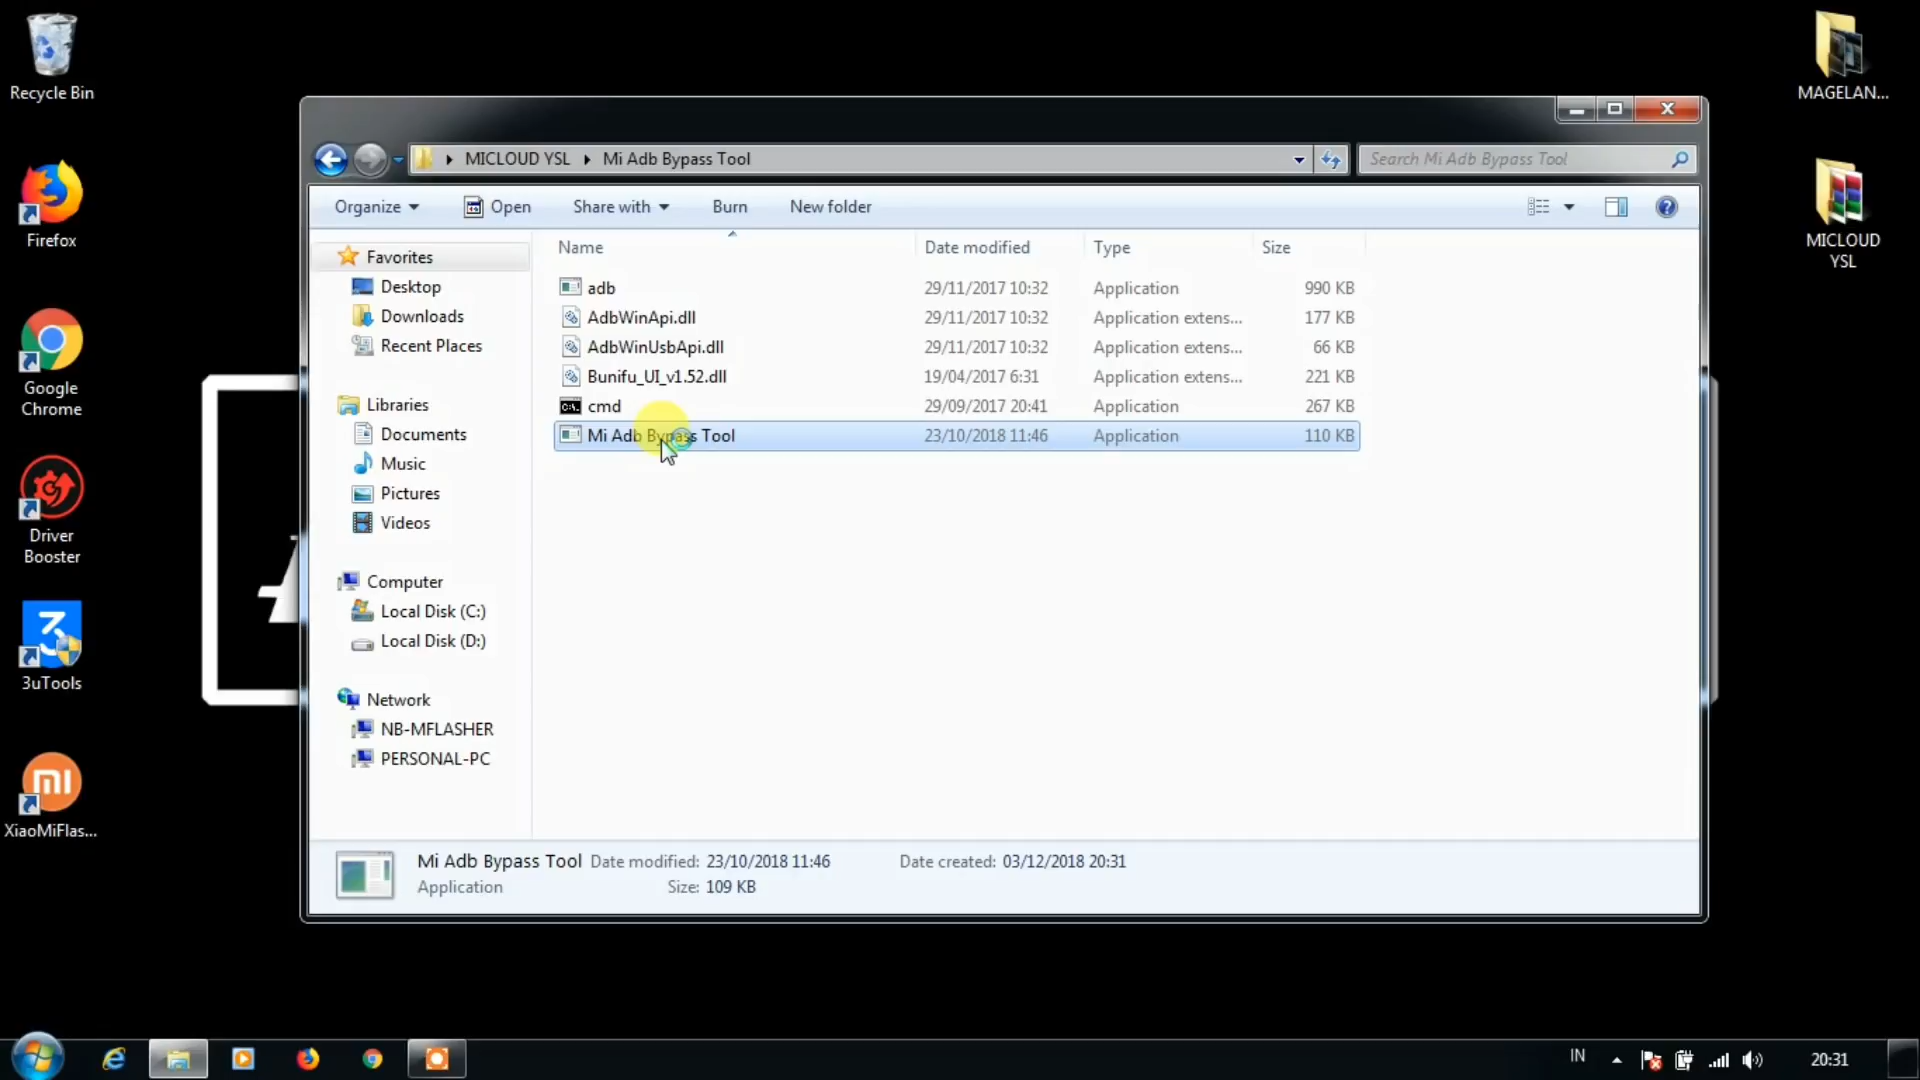 Recycle Bin
Firefox
Google
Chrome
Driver
Booster
3uTools
XiaoMiFlas...
MAGELAN...
MICLOUD
YSL
MICLOUD YSL
Mi Adb Bypass Tool
Search Mi Adb Bypass Tool
Organize
Open
Share with
Burn
New folder
Favorites
Desktop
Downloads
Recent Places
Libraries
Documents
Music
Pictures
Videos
Computer
Local Disk (C:)
Local Disk (D:)
Network
NB-MFLASHER
PERSONAL-PC
Name Date modified Type Size
adb 29/11/2017 10:32 Application 990 KB
AdbWinApi.dll 29/11/2017 10:32 Application extens... 177 KB
AdbWinUsbApi.dll 29/11/2017 10:32 Application extens... 66 KB
Bunifu_UI_v1.52.dll 19/04/2017 6:31 Application extens... 221 KB
cmd 29/09/2017 20:41 Application 267 KB
Mi Adb Bypass Tool 23/10/2018 11:46 Application 110 KB
Mi Adb Bypass Tool Date modified: 23/10/2018 11:46 Date created: 03/12/2018 20:31
Application Size: 109 KB
IN
20:31